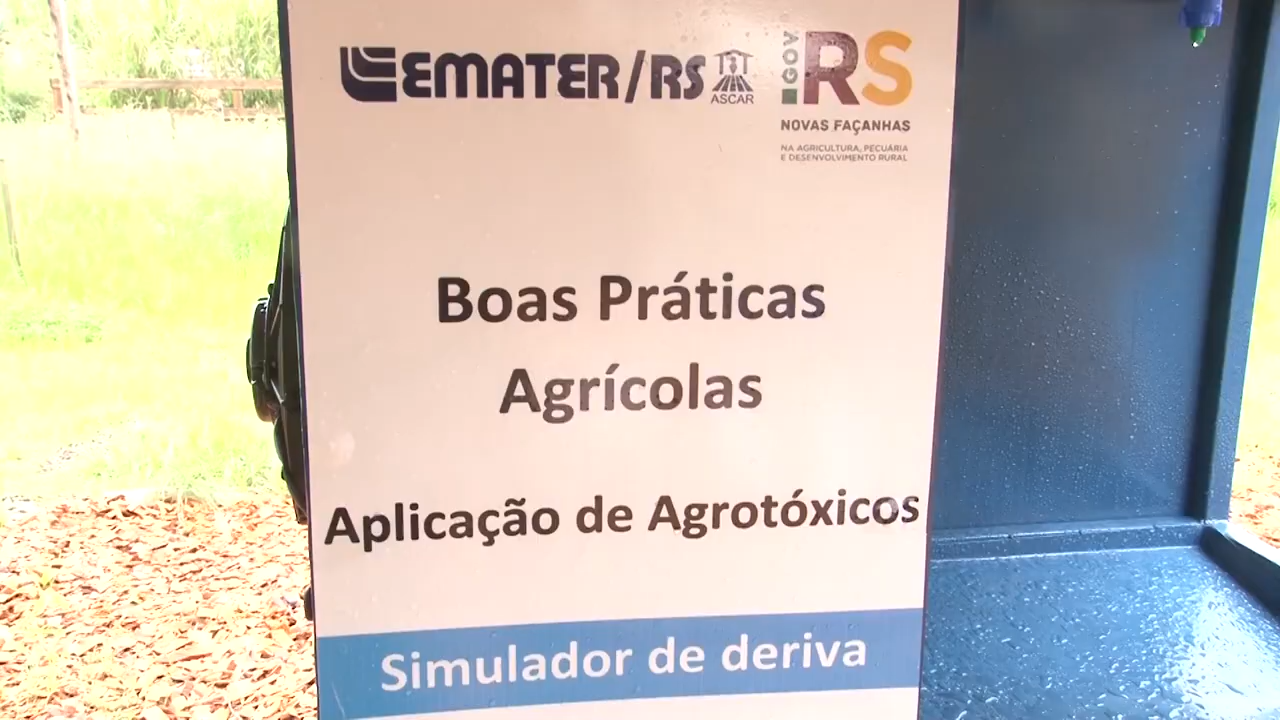 EMATER/RS
ASCAR
.GOV
RS
NOVAS FAÇANHAS
NA AGRICULTURA, PECUÁRIA
E DESENVOLVIMENTO RURAL
Boas Práticas
Agrícolas
Aplicação de Agrotóxicos
Simulador de deriva